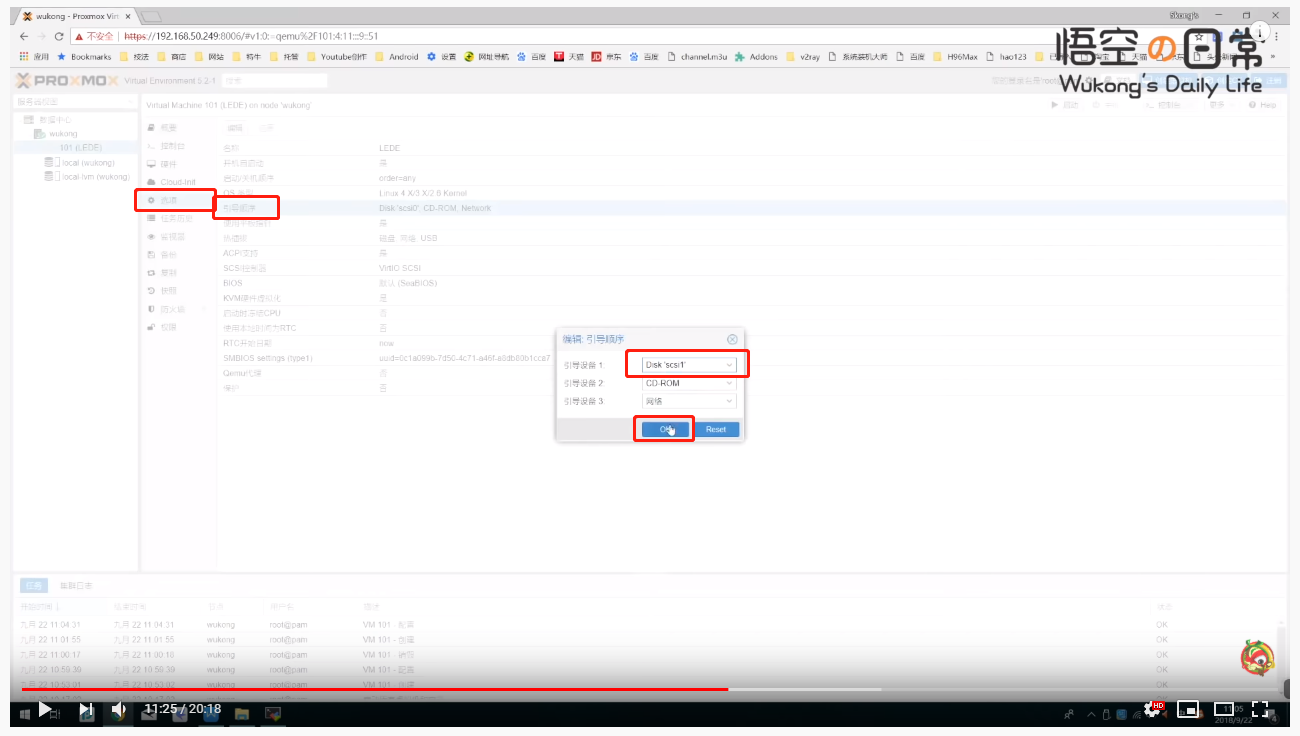 wukong - Proxmox Virt
不安全 https://192.168.50.249:8006/#v1:0:=qemu%2F101:4:11:::9::51
应用 Bookmarks 技法 商店 网站 特牛 托管 Youtube创作 Android 设置 网址导航 百度 天猫 京东 百度 channel.m3u Addons v2ray 系统装机大师 百度 H96Max hao123
悟空の日常
Wukong's Daily Life
PROXMOX Virtual Environment 5.2-1 搜索
服务器视图
Virtual Machine 101 (LEDE) on node 'wukong'
启动
控制台
更多
Help
数据中心
wukong
101 (LEDE)
local (wukong)
local-lvm (wukong)
概要
控制台
硬件
Cloud-Init
选项
任务历史
监视器
备份
复制
快照
防火墙
权限
编辑
名称 LEDE
开机自启动 是
启动/关机顺序 order=any
OS 类型 Linux 4.X/3.X/2.6 Kernel
引导顺序 Disk 'scsi0', CD-ROM, Network
使用平板指针 是
热插拔 磁盘, 网络, USB
ACPI支持 是
SCSI控制器 VirtIO SCSI
BIOS 默认 (SeaBIOS)
KVM硬件虚拟化 是
启动时冻结CPU 否
使用本地时间为RTC 否
RTC开始日期 now
SMBIOS settings (type1)
Qemu代理 否
保护 否
编辑: 引导顺序
引导设备 1: Disk 'scsi1'
引导设备 2: CD-ROM
引导设备 3: 网络
OK Reset
任务 集群日志
开始时间 结束时间 节点 用户名 描述 状态
九月 22 11:04:31 九月 22 11:04:31 wukong root@pam VM 101 - 配置 OK
九月 22 11:01:55 九月 22 11:01:55 wukong root@pam VM 101 - 创建 OK
九月 22 11:00:17 九月 22 11:00:18 wukong root@pam VM 101 - 销毁 OK
九月 22 10:59:39 wukong root@pam VM 101 - 配置 OK
九月 22 10:53:01 九月 22 10:53:02 wukong root@pam OK
11:25 / 20:18
HD
11:05
2018/9/22